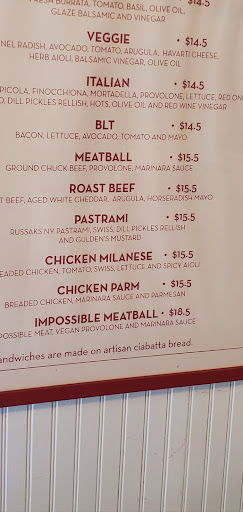 FRESH BURRATA, TOMATO, BASIL, OLIVE OIL,
GLAZE BALSAMIC AND VINEGAR
VEGGIE • $14.5
RADISH, AVOCADO, TOMATO, ARUGULA, HAVARTI CHEESE,
HERB AIOLI, BALSAMIC VINEGAR, OLIVE OIL
ITALIAN • $14.5
FINOCCHIONA, MORTADELLA, PROVOLONE, LETTUCE, RED ON
DILL PICKLES RELLISH, HOTS, OLIVE OIL AND RED WINE VINEGAR
BLT • $14.5
BACON, LETTUCE, AVOCADO, TOMATO AND MAYO
MEATBALL • $15.5
GROUND CHUCK BEEF, PROVOLONE, MARINARA SAUCE
ROAST BEEF • $15.5
BEEF, AGED WHITE CHEDDAR, ARUGULA, HORSERADISH MAYO
PASTRAMI • $15.5
RUSSAKS NY PASTRAMI, SWISS, DILL PICKLES RELLISH
AND GULDEN'S MUSTARD
CHICKEN MILANESE • $15.5
EADED CHICKEN, TOMATO, SWISS, LETTUCE AND SPICY AIOLI
CHICKEN PARM • $15.5
BREADED CHICKEN, MARINARA SAUCE AND PARMESAN
IMPOSSIBLE MEATBALL • $18.5
POSSIBLE MEAT, VEGAN PROVOLONE AND MARINARA SAUCE
andwiches are made on artisan ciabatta bread.